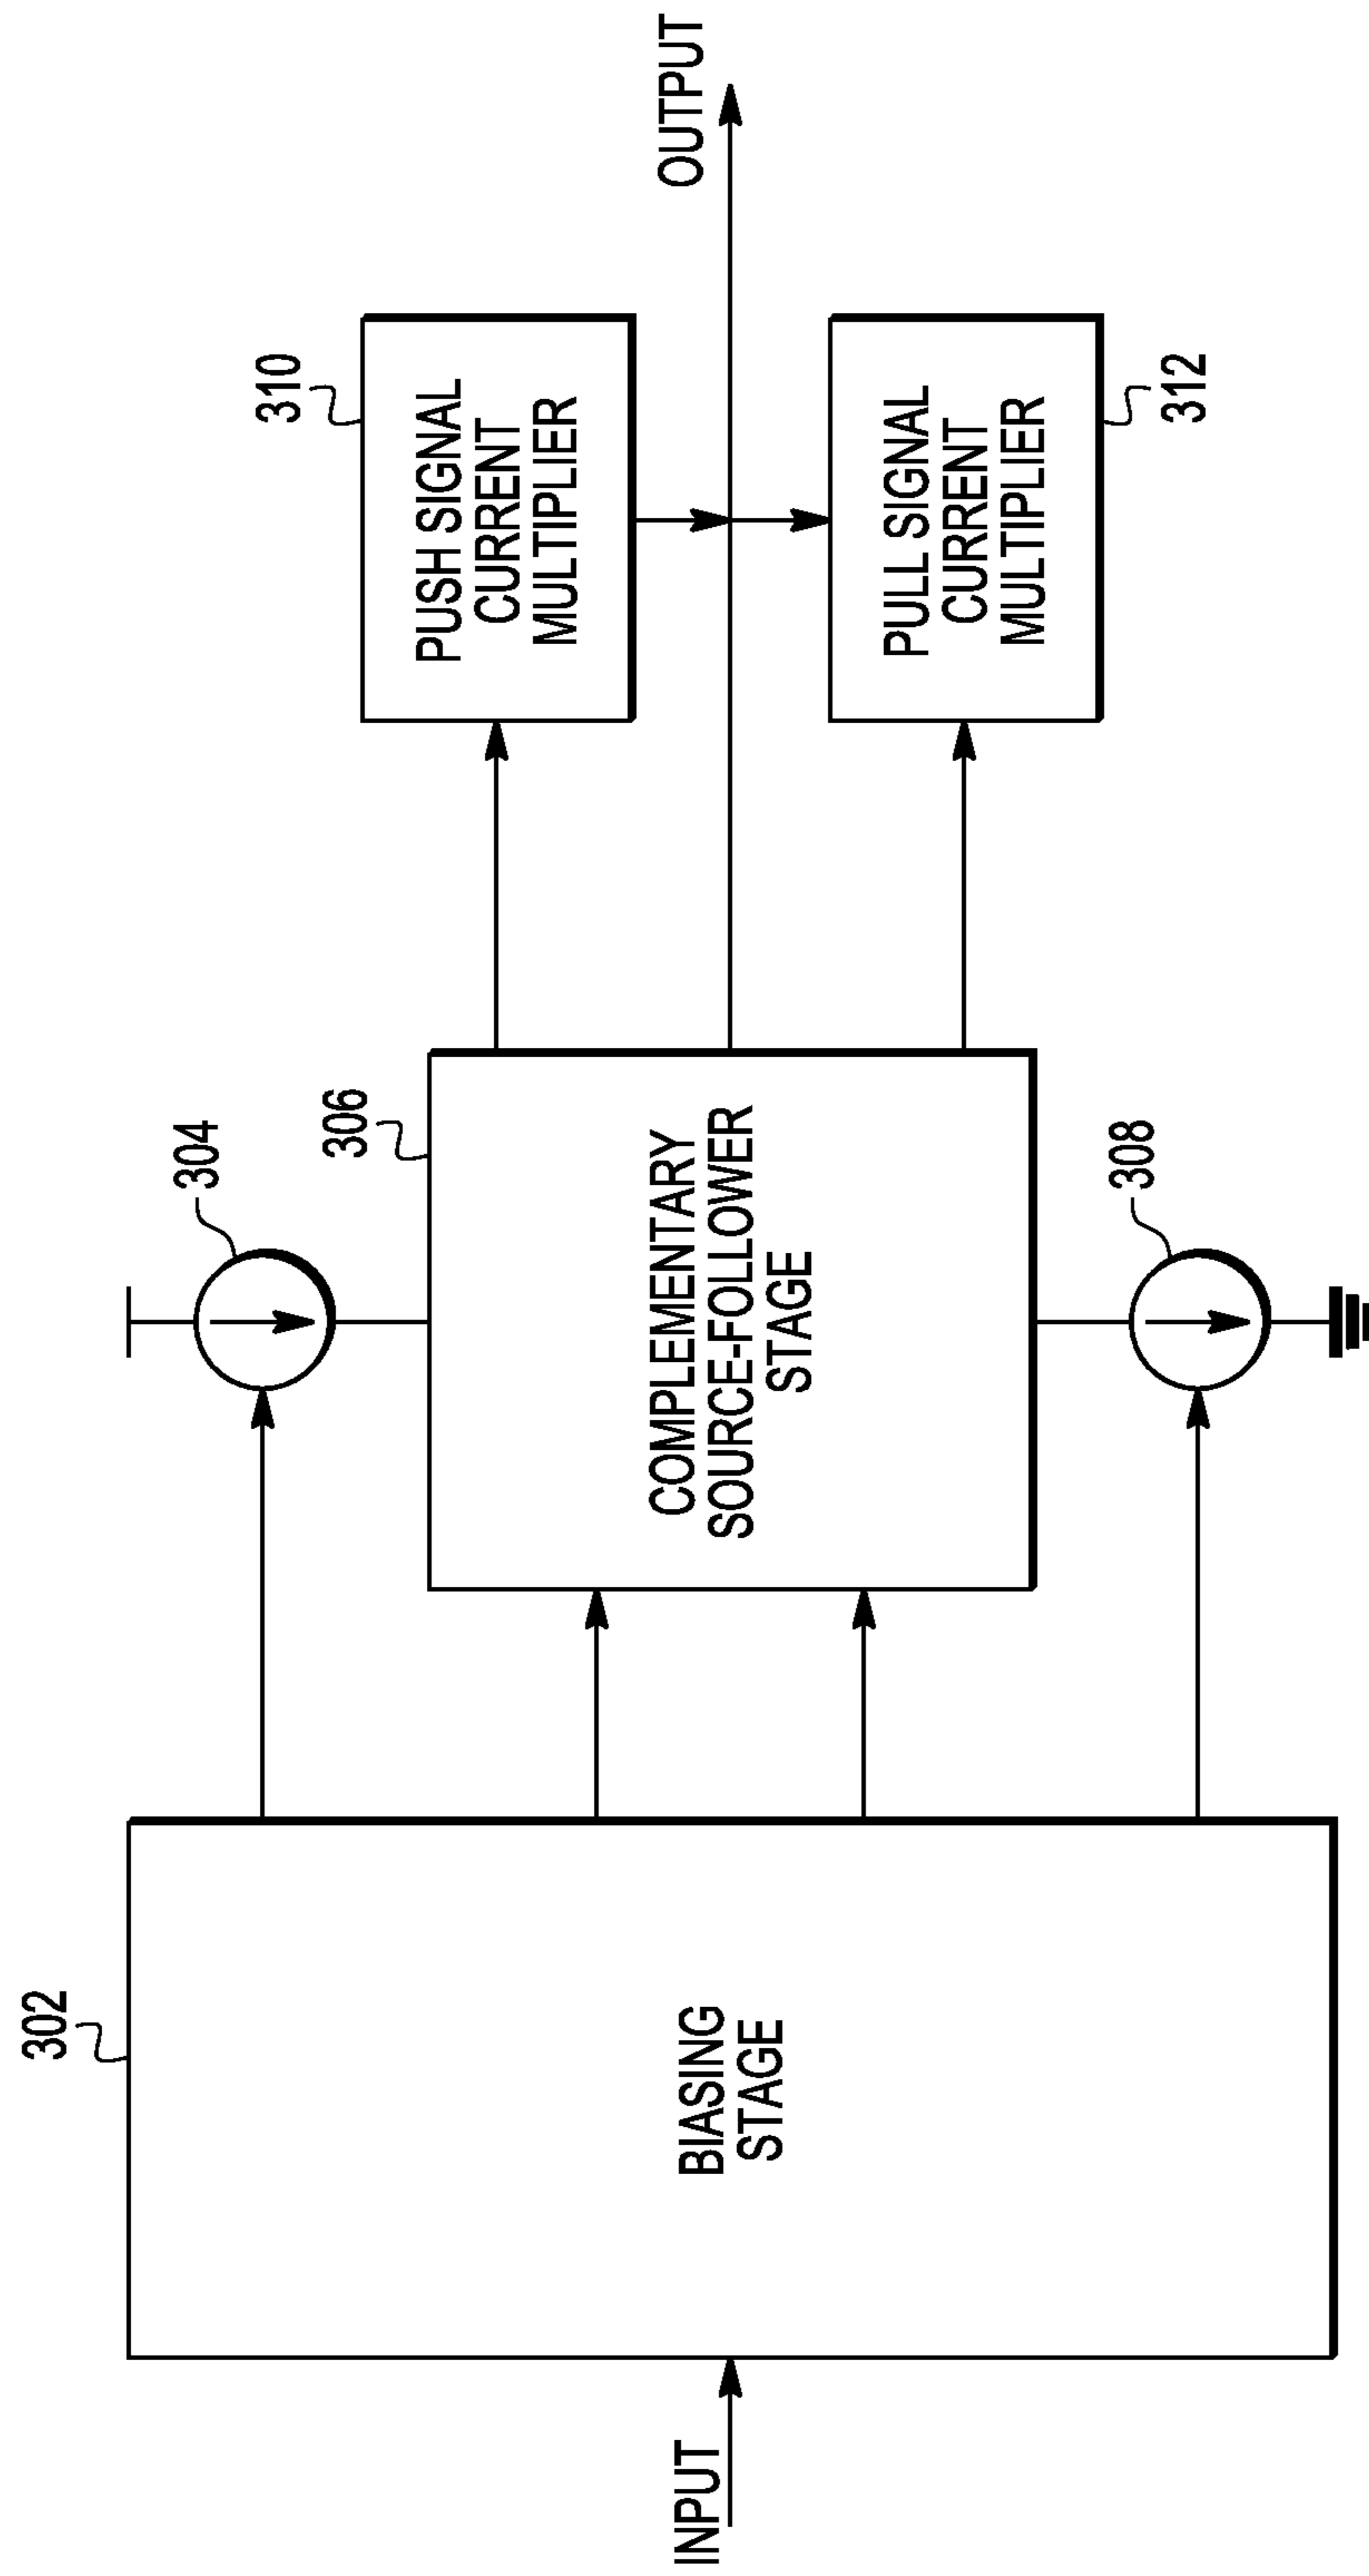 INPUT
302
BIASING
STAGE
304
306
COMPLEMENTARY
SOURCE-FOLLOWER
STAGE
308
310
PUSH SIGNAL
CURRENT
MULTIPLIER
PULL SIGNAL
CURRENT
MULTIPLIER
312
OUTPUT